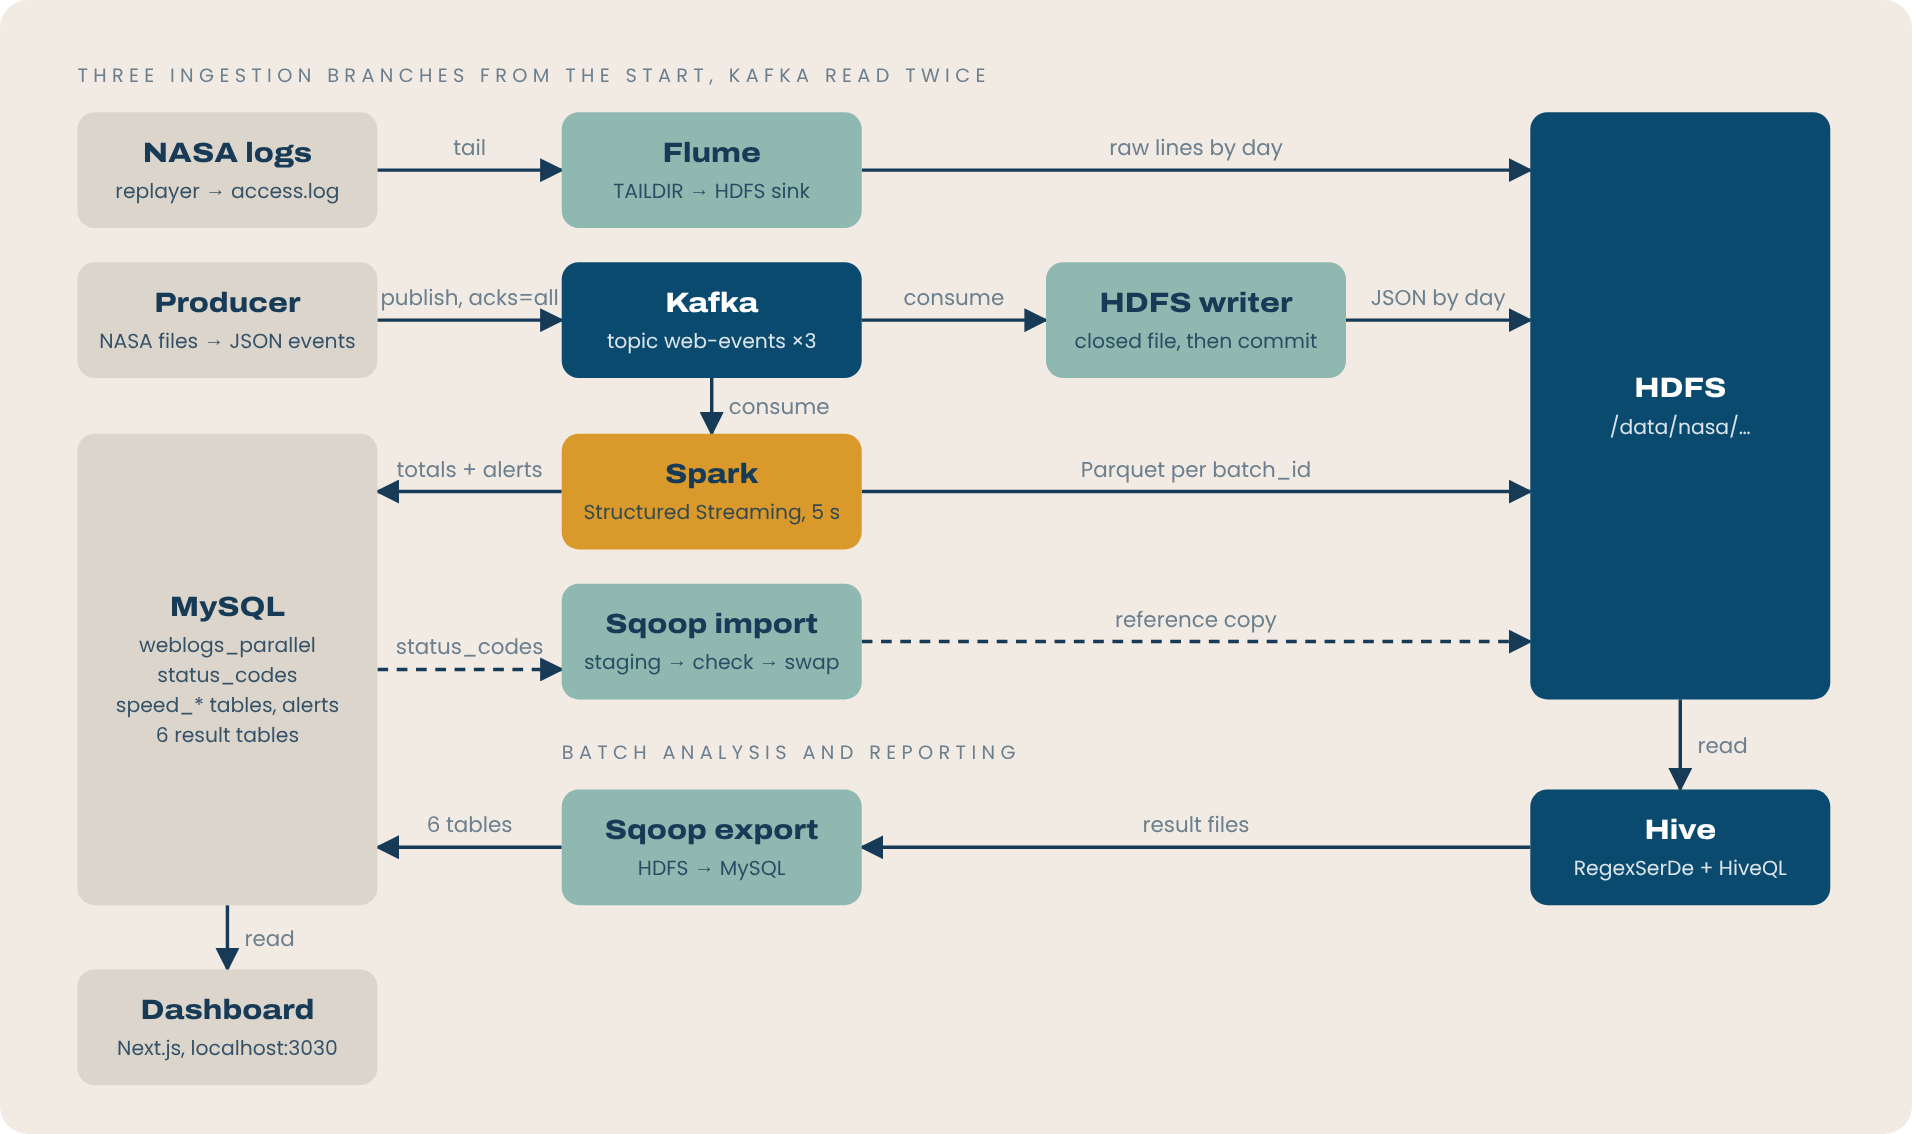 THREE INGESTION BRANCHES FROM THE START, KAFKA READ TWICE
NASA logs
replayer → access.log
tail
Flume
TAILDIR → HDFS sink
raw lines by day
Producer
NASA files → JSON events
publish, acks=all
Kafka
topic web-events ×3
consume
HDFS writer
closed file, then commit
JSON by day
HDFS
/data/nasa/...
consume
totals + alerts
Spark
Structured Streaming, 5 s
Parquet per batch_id
MySQL
weblogs_parallel
status_codes
speed_* tables, alerts
6 result tables
status_codes
Sqoop import
staging → check → swap
reference copy
read
BATCH ANALYSIS AND REPORTING
6 tables
Sqoop export
HDFS → MySQL
result files
Hive
RegexSerDe + HiveQL
read
Dashboard
Next.js, localhost:3030